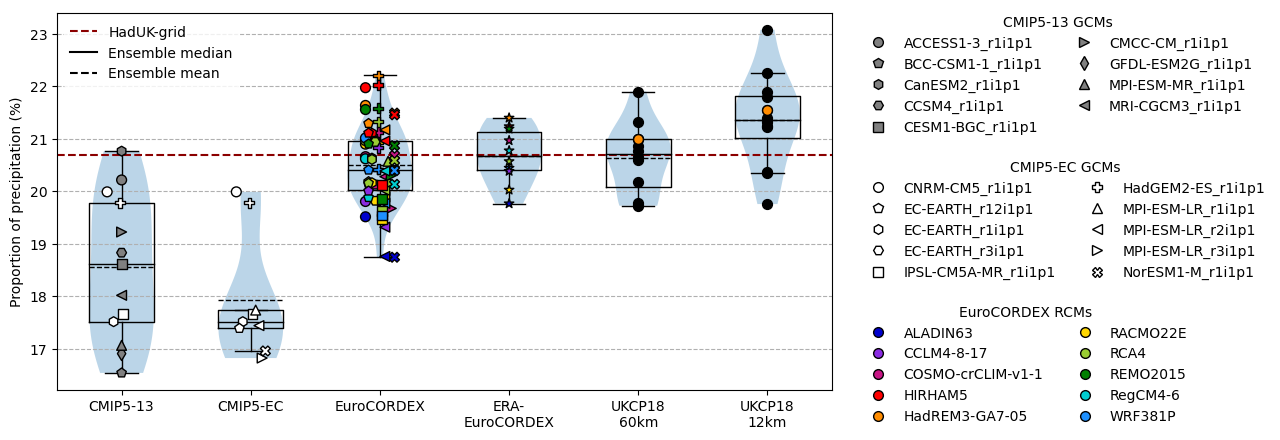 HadUK-grid
Ensemble median
Ensemble mean
Proportion of precipitation (%)
23
22
21
20
19
18
17
CMIP5-13
CMIP5-EC
EuroCORDEX
ERA-
EuroCORDEX
UKCP18
60km
UKCP18
12km
CMIP5-13 GCMs
ACCESS1-3_r1i1p1
BCC-CSM1-1_r1i1p1
CanESM2_r1i1p1
CCSM4_r1i1p1
CESM1-BGC_r1i1p1
CMCC-CM_r1i1p1
GFDL-ESM2G_r1i1p1
MPI-ESM-MR_r1i1p1
MRI-CGCM3_r1i1p1
CMIP5-EC GCMs
CNRM-CM5_r1i1p1
EC-EARTH_r12i1p1
EC-EARTH_r1i1p1
EC-EARTH_r3i1p1
IPSL-CM5A-MR_r1i1p1
HadGEM2-ES_r1i1p1
MPI-ESM-LR_r1i1p1
MPI-ESM-LR_r2i1p1
MPI-ESM-LR_r3i1p1
NorESM1-M_r1i1p1
EuroCORDEX RCMs
ALADIN63
CCLM4-8-17
COSMO-crCLIM-v1-1
HIRHAM5
HadREM3-GA7-05
RACMO22E
RCA4
REMO2015
RegCM4-6
WRF381P